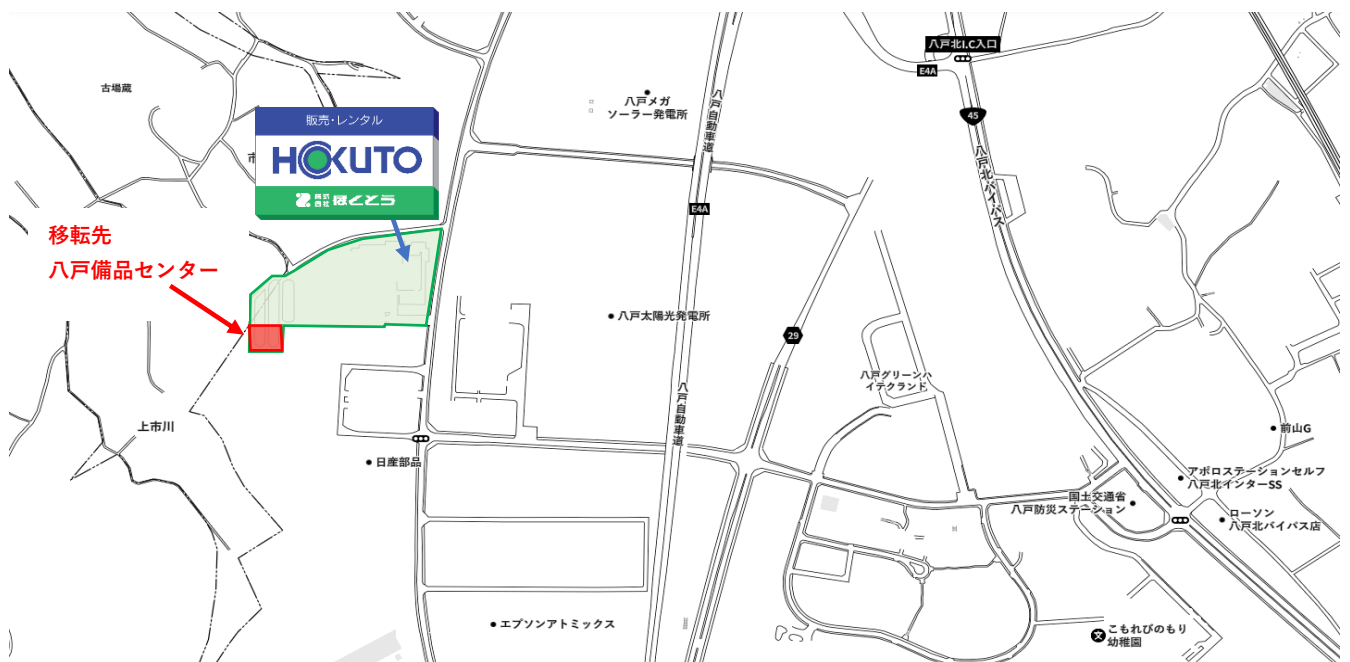 八戸北I.C入口
E4A
古場蔵
八戸メガ
ソーラー発電所
八戸自動車道
45
八戸北バイパス
販売・レンタル
HOKUTO
株式
会社 ほくとう
市
E4A
移転先
八戸備品センター
八戸太陽光発電所
29
八戸グリーンハ
イテクランド
八戸自動車道
上市川
前山G
日産部品
アポロステーションセルフ
八戸北インターSS
国土交通省
八戸防災ステーション
ローソン
八戸北バイパス店
エプソンアトミックス
文
こもれびのもり
幼稚園